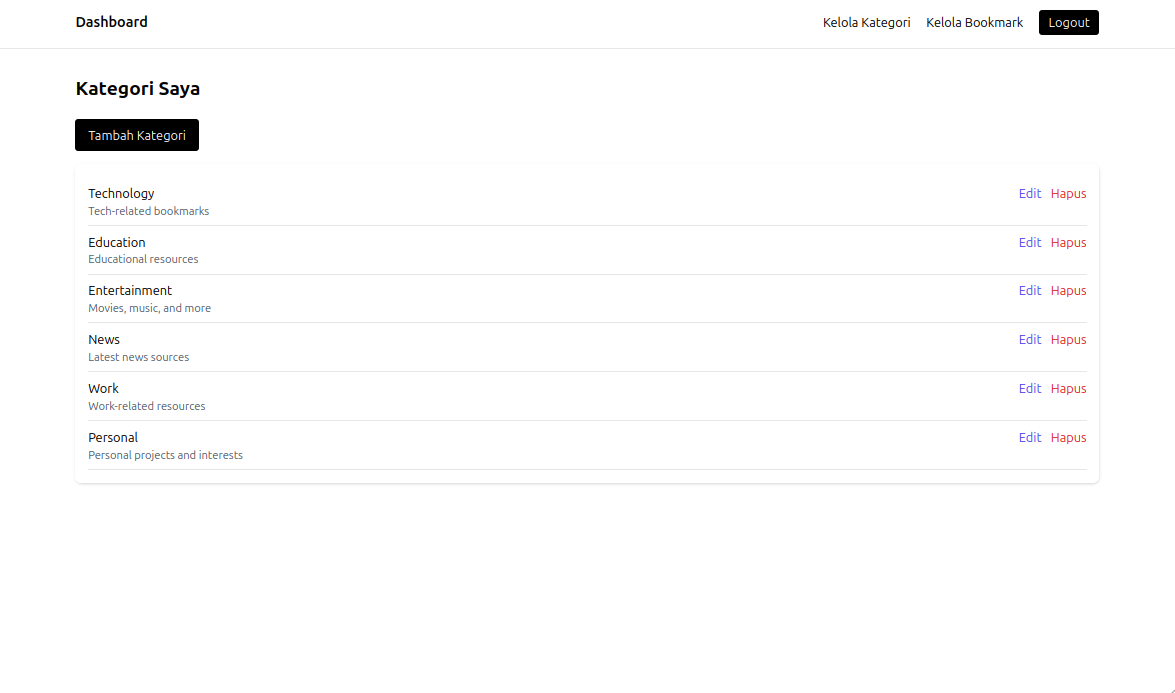 Dashboard Kelola Kategori Kelola Bookmark Logout
Kategori Saya
Tambah Kategori
Technology Edit Hapus
Tech-related bookmarks
Education Edit Hapus
Educational resources
Entertainment Edit Hapus
Movies, music, and more
News Edit Hapus
Latest news sources
Work Edit Hapus
Work-related resources
Personal Edit Hapus
Personal projects and interests